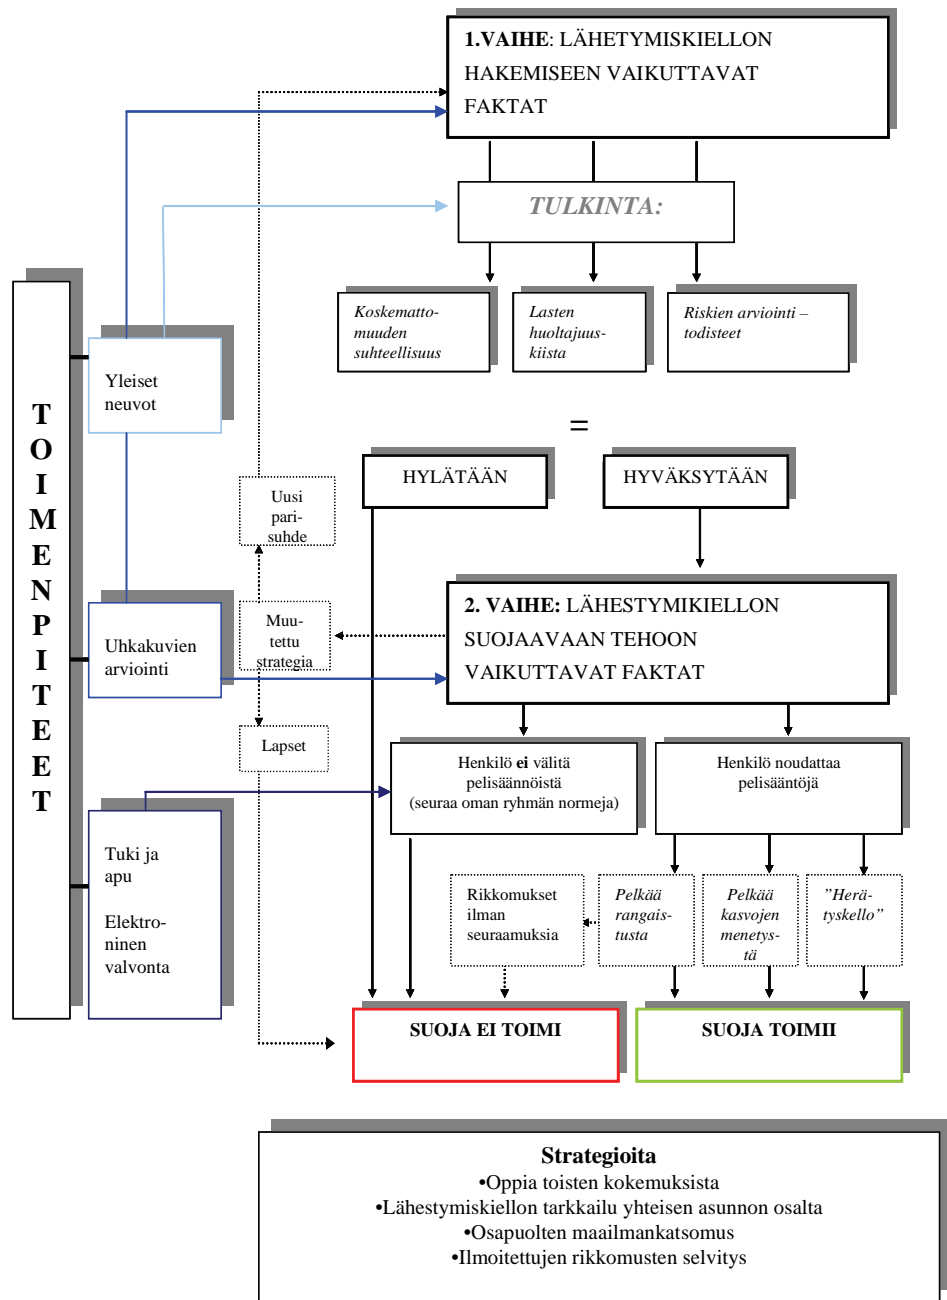 1.VAIHE: LÄHETYMISKIELLON
HAKEMISEEN VAIKUTTAVAT
FAKTAT
TULKINTA:
Koskematto-
muuden
suhteellisuus
Lasten
huoltajuus-
kiista
Riskien arviointi –
todisteet
TOIMENPITEET
Yleiset
neuvot
=
HYLÄTÄÄN
HYVÄKSYTÄÄN
Uusi
pari-
suhde
Muu-
tettu
strategia
Lapset
Uhkakuvien
arviointi
2. VAIHE: LÄHESTYMIKIELLON
SUOJAAVAAN TEHOON
VAIKUTTAVAT FAKTAT
Henkilö ei välitä
pelisäännöistä
(seuraa oman ryhmän normeja)
Henkilö noudattaa
pelisääntöjä
Tuki ja
apu
Elektro-
ninen
valvonta
Rikkomukset
ilman
seuraamuksia
Pelkää
rangais-
tusta
Pelkää
kasvojen
menetys-
tä
”Herä-
tyskello”
SUOJA EI TOIMI
SUOJA TOIMII
Strategioita
•Oppia toisten kokemuksista
•Lähestymiskiellon tarkkailu yhteisen asunnon osalta
•Osapuolten maailmankatsomus
•Ilmoitettujen rikkomusten selvitys